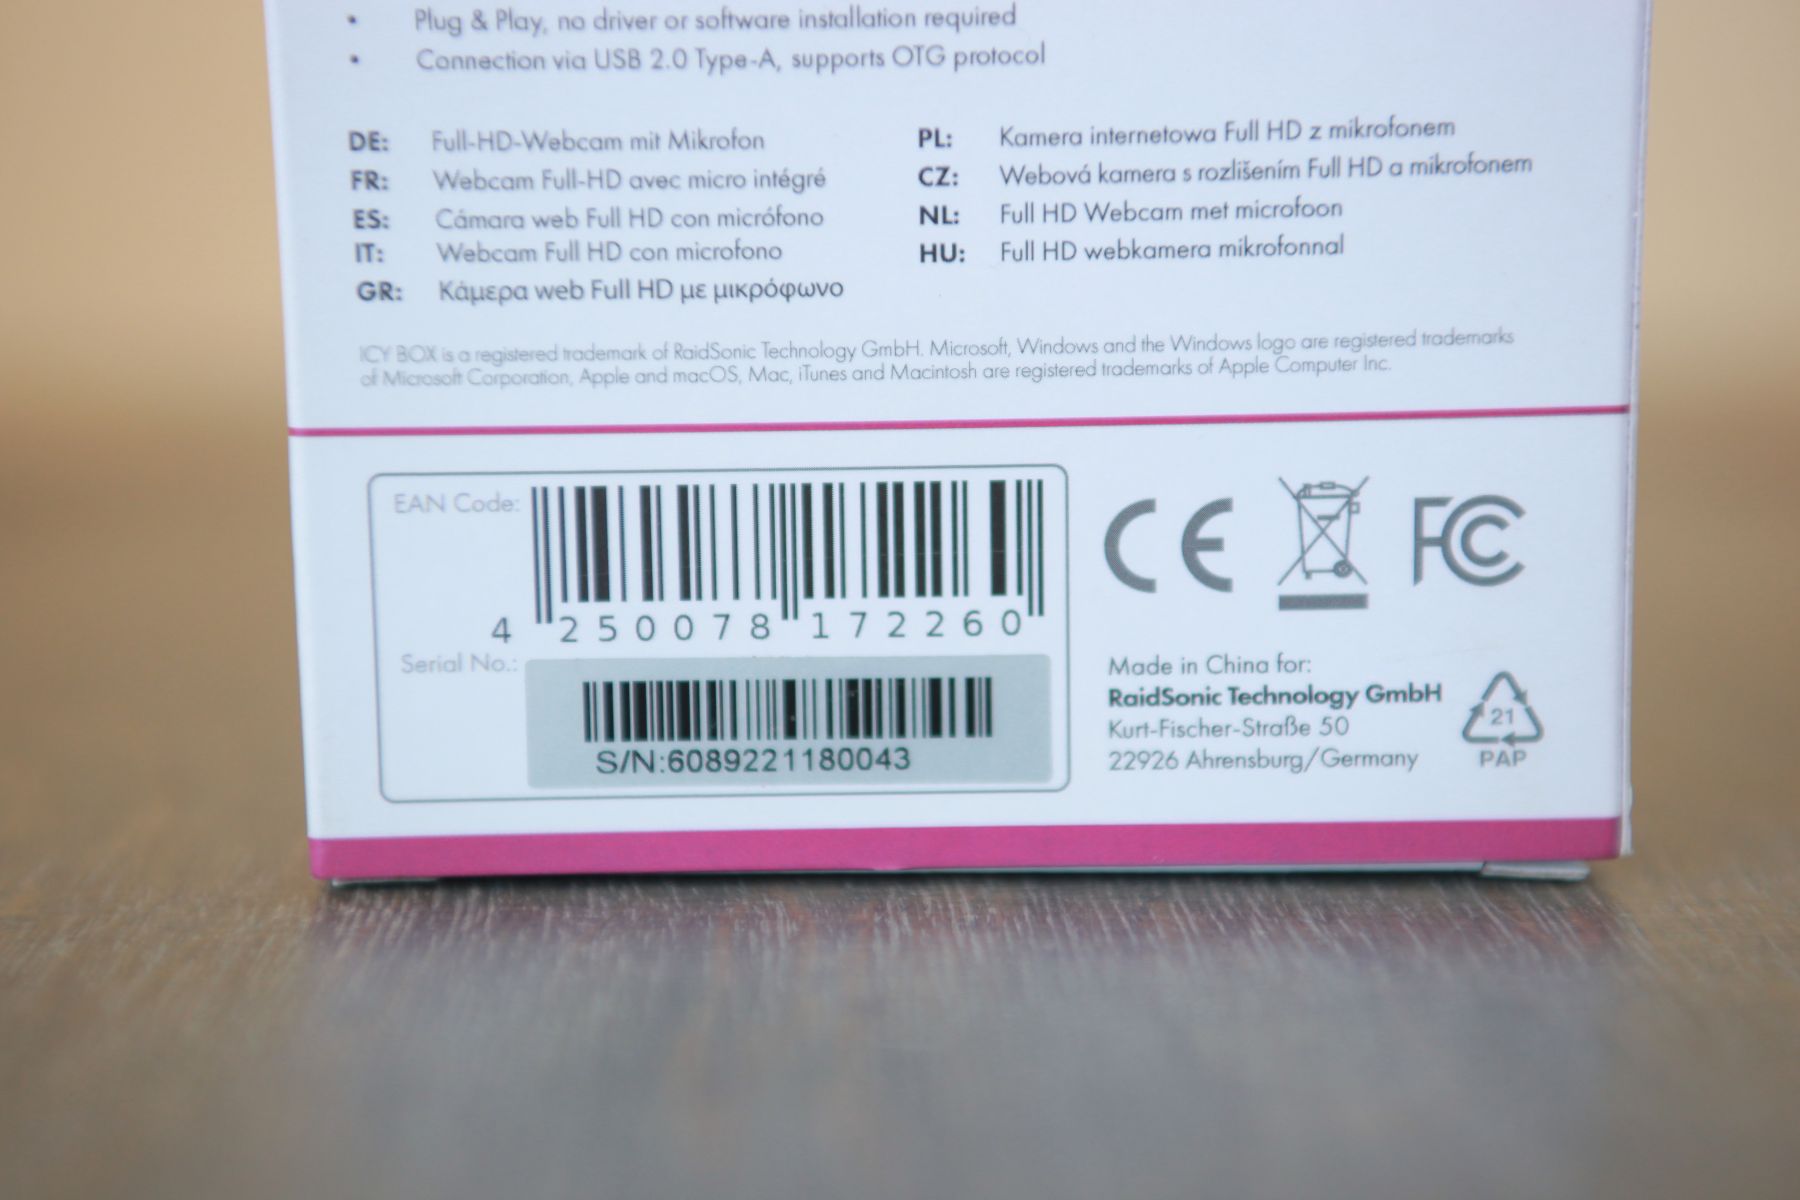 • Plug & Play, no driver or software installation required
• Connection via USB 2.0 Type-A, supports OTG protocol
DE: Full-HD-Webcam mit Mikrofon
FR: Webcam Full-HD avec micro intégré
ES: Cámara web Full HD con micrófono
IT: Webcam Full HD con microfono
GR: Κάμερα web Full HD με μικρόφωνο
PL: Kamera internetowa Full HD z mikrofonem
CZ: Webová kamera s rozlišením Full HD a mikrofonem
NL: Full HD Webcam met microfoon
HU: Full HD webkamera mikrofonnal
ICY BOX is a registered trademark of RaidSonic Technology GmbH. Microsoft, Windows and the Windows logo are registered trademarks
of Microsoft Corporation, Apple and macOS, Mac, iTunes and Macintosh are registered trademarks of Apple Computer Inc.
EAN Code:
4 250078 172260
Serial No.:
S/N:6089221180043
CE
FC
Made in China for:
RaidSonic Technology GmbH
Kurt-Fischer-Straße 50
22926 Ahrensburg/Germany
21
PAP